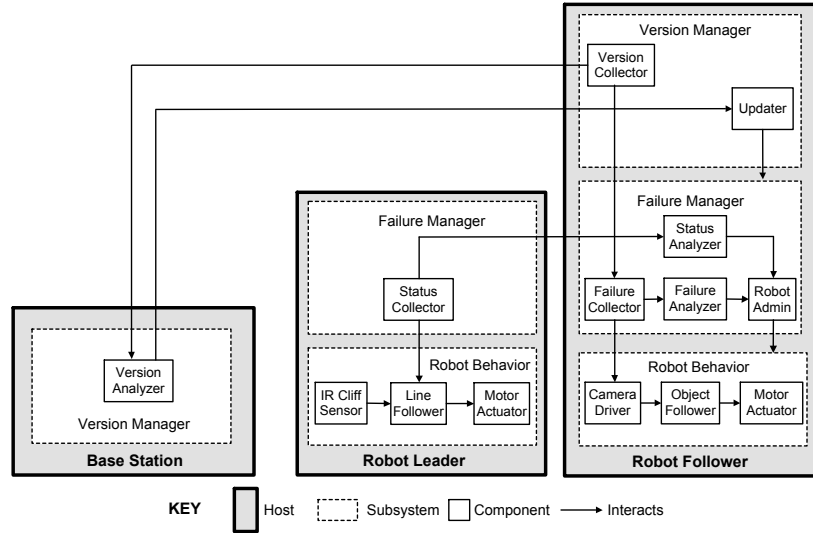 Version Manager
Version
Collector
Updater
Failure Manager
Status
Analyzer
Failure
Collector
Failure
Analyzer
Robot
Admin
Robot Behavior
Camera
Driver
Object
Follower
Motor
Actuator
Robot Follower
Failure Manager
Status
Collector
Robot Behavior
IR Cliff
Sensor
Line
Follower
Motor
Actuator
Robot Leader
Version
Analyzer
Version Manager
Base Station
KEY
Host
Subsystem
Component
Interacts